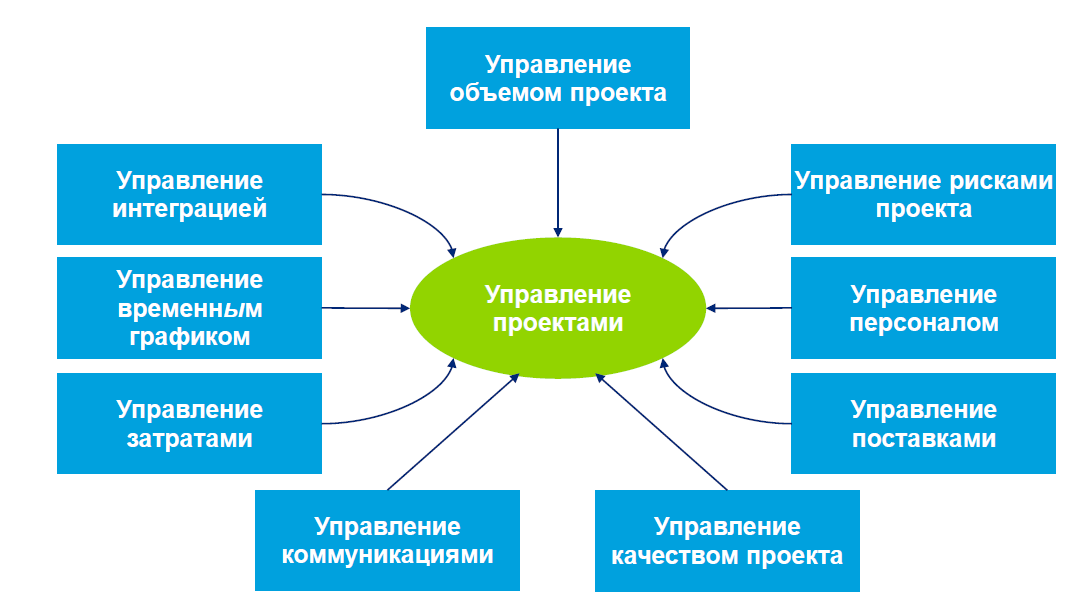 Управление
объемом проекта
Управление
интеграцией
Управление рисками
проекта
Управление
временным
графиком
Управление
проектами
Управление
персоналом
Управление
затратами
Управление
поставками
Управление
коммуникациями
Управление
качеством проекта